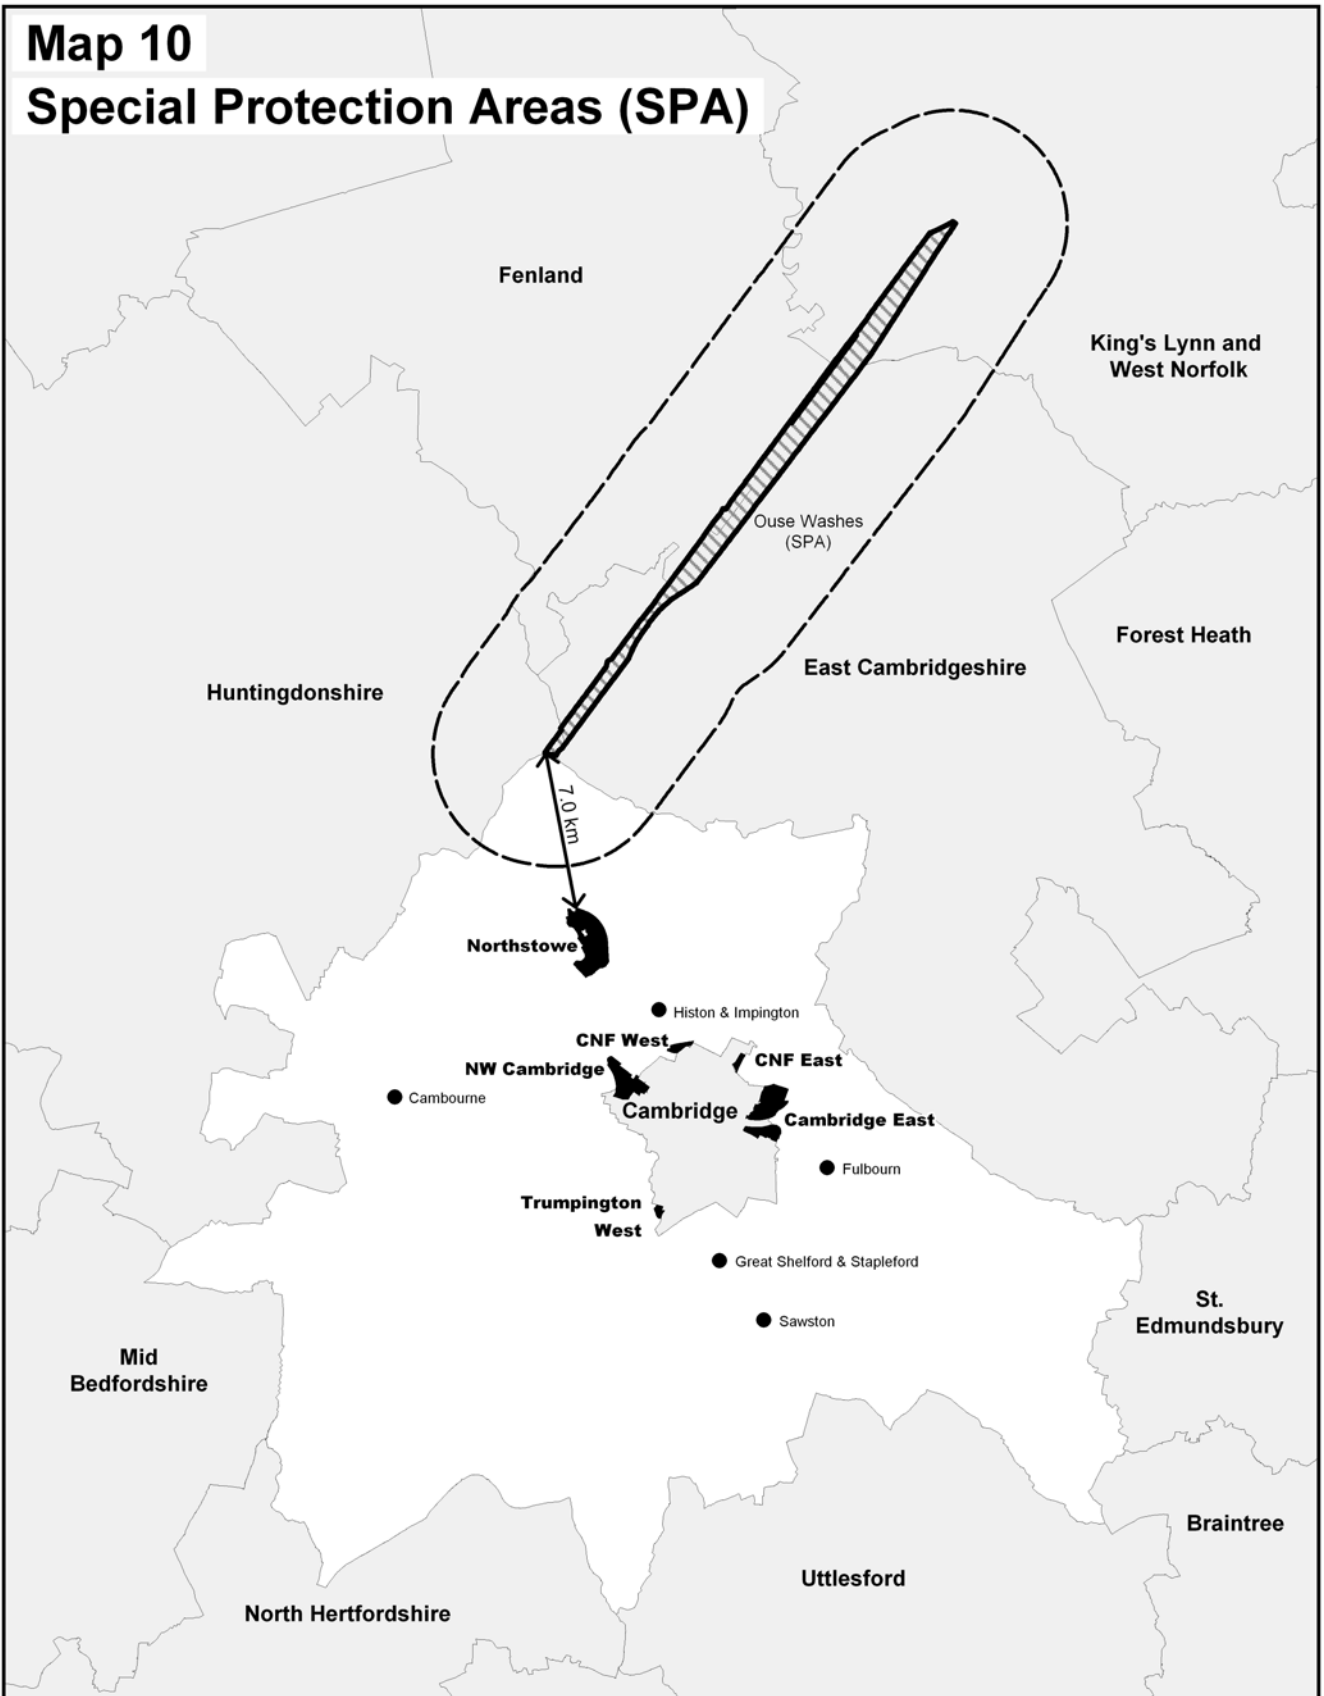 Map 10
Special Protection Areas (SPA)
Fenland
King's Lynn and
West Norfolk
Ouse Washes
(SPA)
Forest Heath
East Cambridgeshire
Huntingdonshire
7.0 km
Northstowe
Histon & Impington
CNF West
CNF East
NW Cambridge
Cambourne
Cambridge
Cambridge East
Fulbourn
Trumpington
West
Great Shelford & Stapleford
St.
Edmundsbury
Sawston
Mid
Bedfordshire
Braintree
Uttlesford
North Hertfordshire